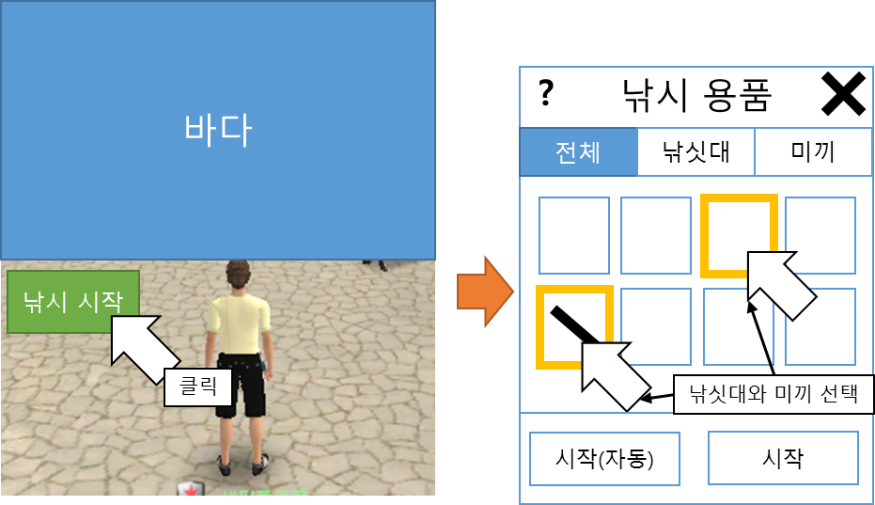 바다
낚시 시작
클릭
? 낚시 용품
전체 낚싯대 미끼
낚싯대와 미끼 선택
시작(자동) 시작